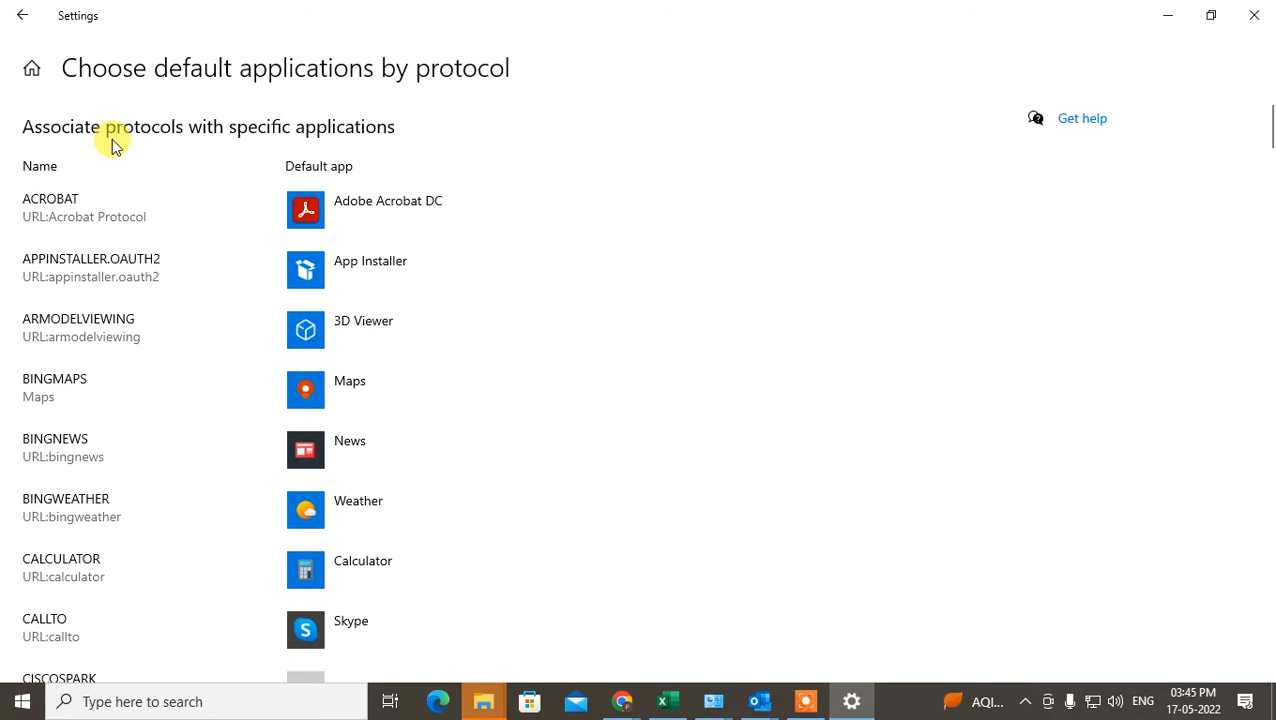 Settings
Choose default applications by protocol
Associate protocols with specific applications
Get help
Name
Default app
ACROBAT
URL:Acrobat Protocol
Adobe Acrobat DC
APPINSTALLER.OAUTH2
URL:appinstaller.oauth2
App Installer
ARMODELVIEWING
URL:armodelviewing
3D Viewer
BINGMAPS
Maps
Maps
BINGNEWS
URL:bingnews
News
BINGWEATHER
URL:bingweather
Weather
CALCULATOR
URL:calculator
Calculator
CALLTO
URL:callto
Skype
CISCOSPARK
Type here to search
AQI...
ENG
03:45 PM
17-05-2022